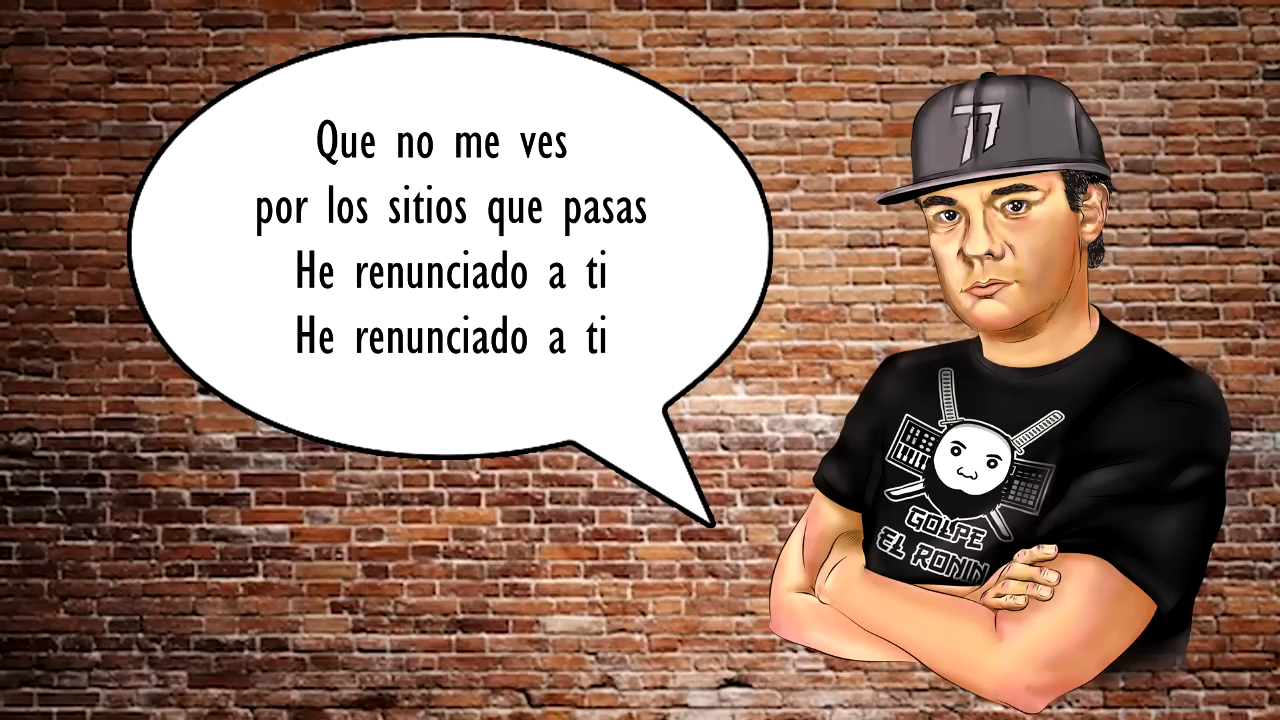 Que no me ves
por los sitios que pasas
He renunciado a ti
He renunciado a ti
77
GOLPE
EL RONIN